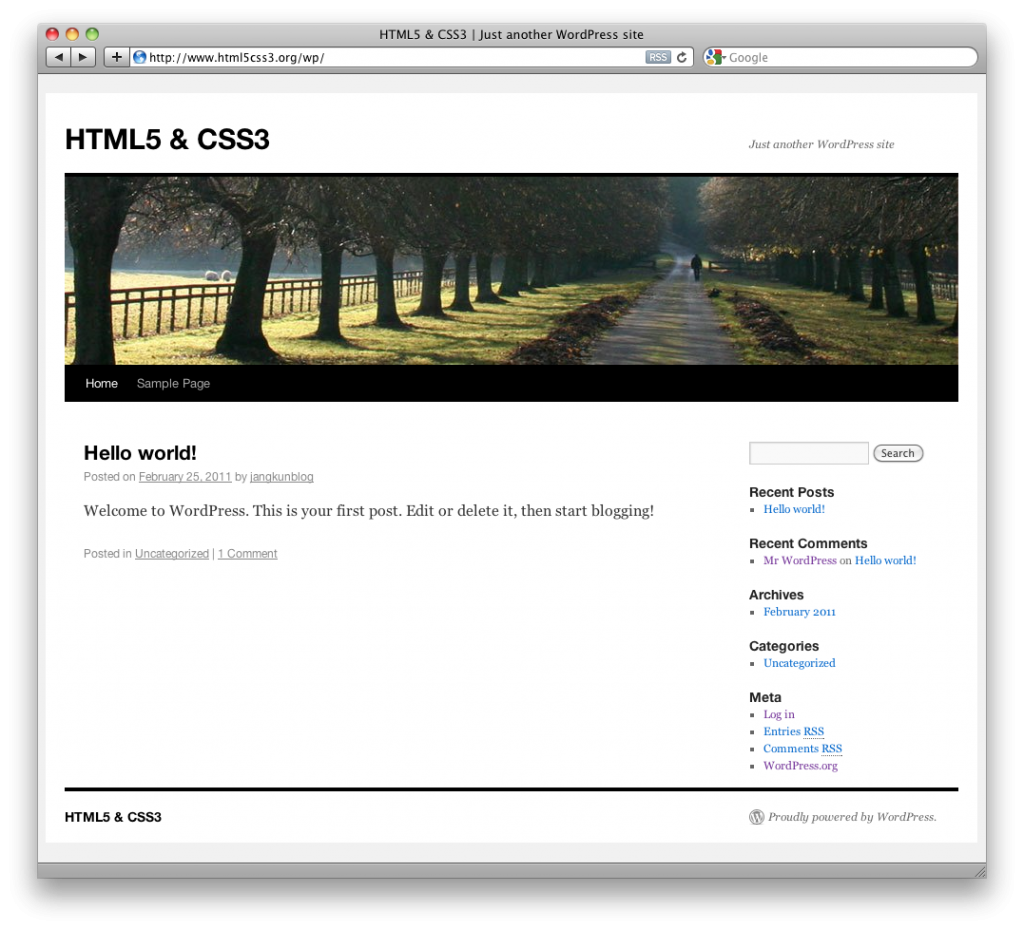 HTML5 & CSS3 | Just another WordPress site
http://www.html5css3.org/wp/
RSS
Google
HTML5 & CSS3
Just another WordPress site
Home
Sample Page
Hello world!
Posted on February 25, 2011 by jangkunblog
Welcome to WordPress. This is your first post. Edit or delete it, then start blogging!
Posted in Uncategorized | 1 Comment
Search
Recent Posts
Hello world!
Recent Comments
Mr WordPress on Hello world!
Archives
February 2011
Categories
Uncategorized
Meta
Log in
Entries RSS
Comments RSS
WordPress.org
HTML5 & CSS3
Proudly powered by WordPress.